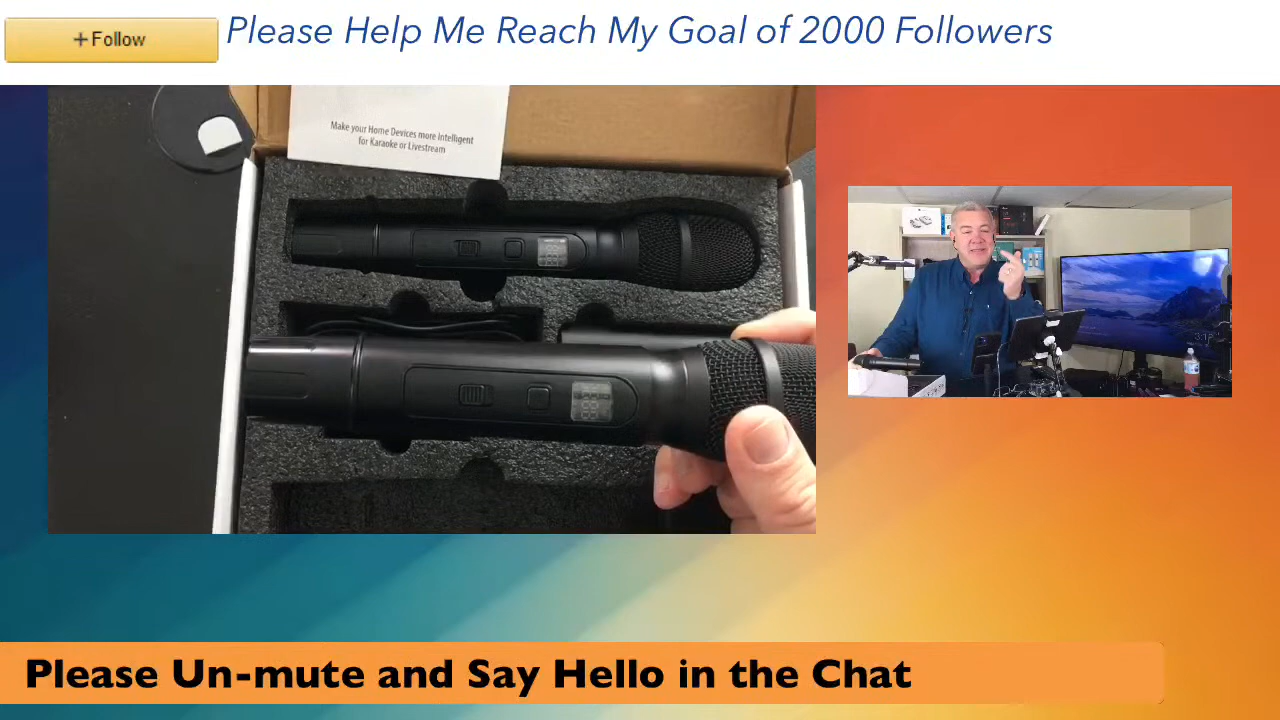 +Follow
Please Help Me Reach My Goal of 2000 Followers
Make your Home Devices more Intelligent
for Karaoke or Livestream
Please Un-mute and Say Hello in the Chat